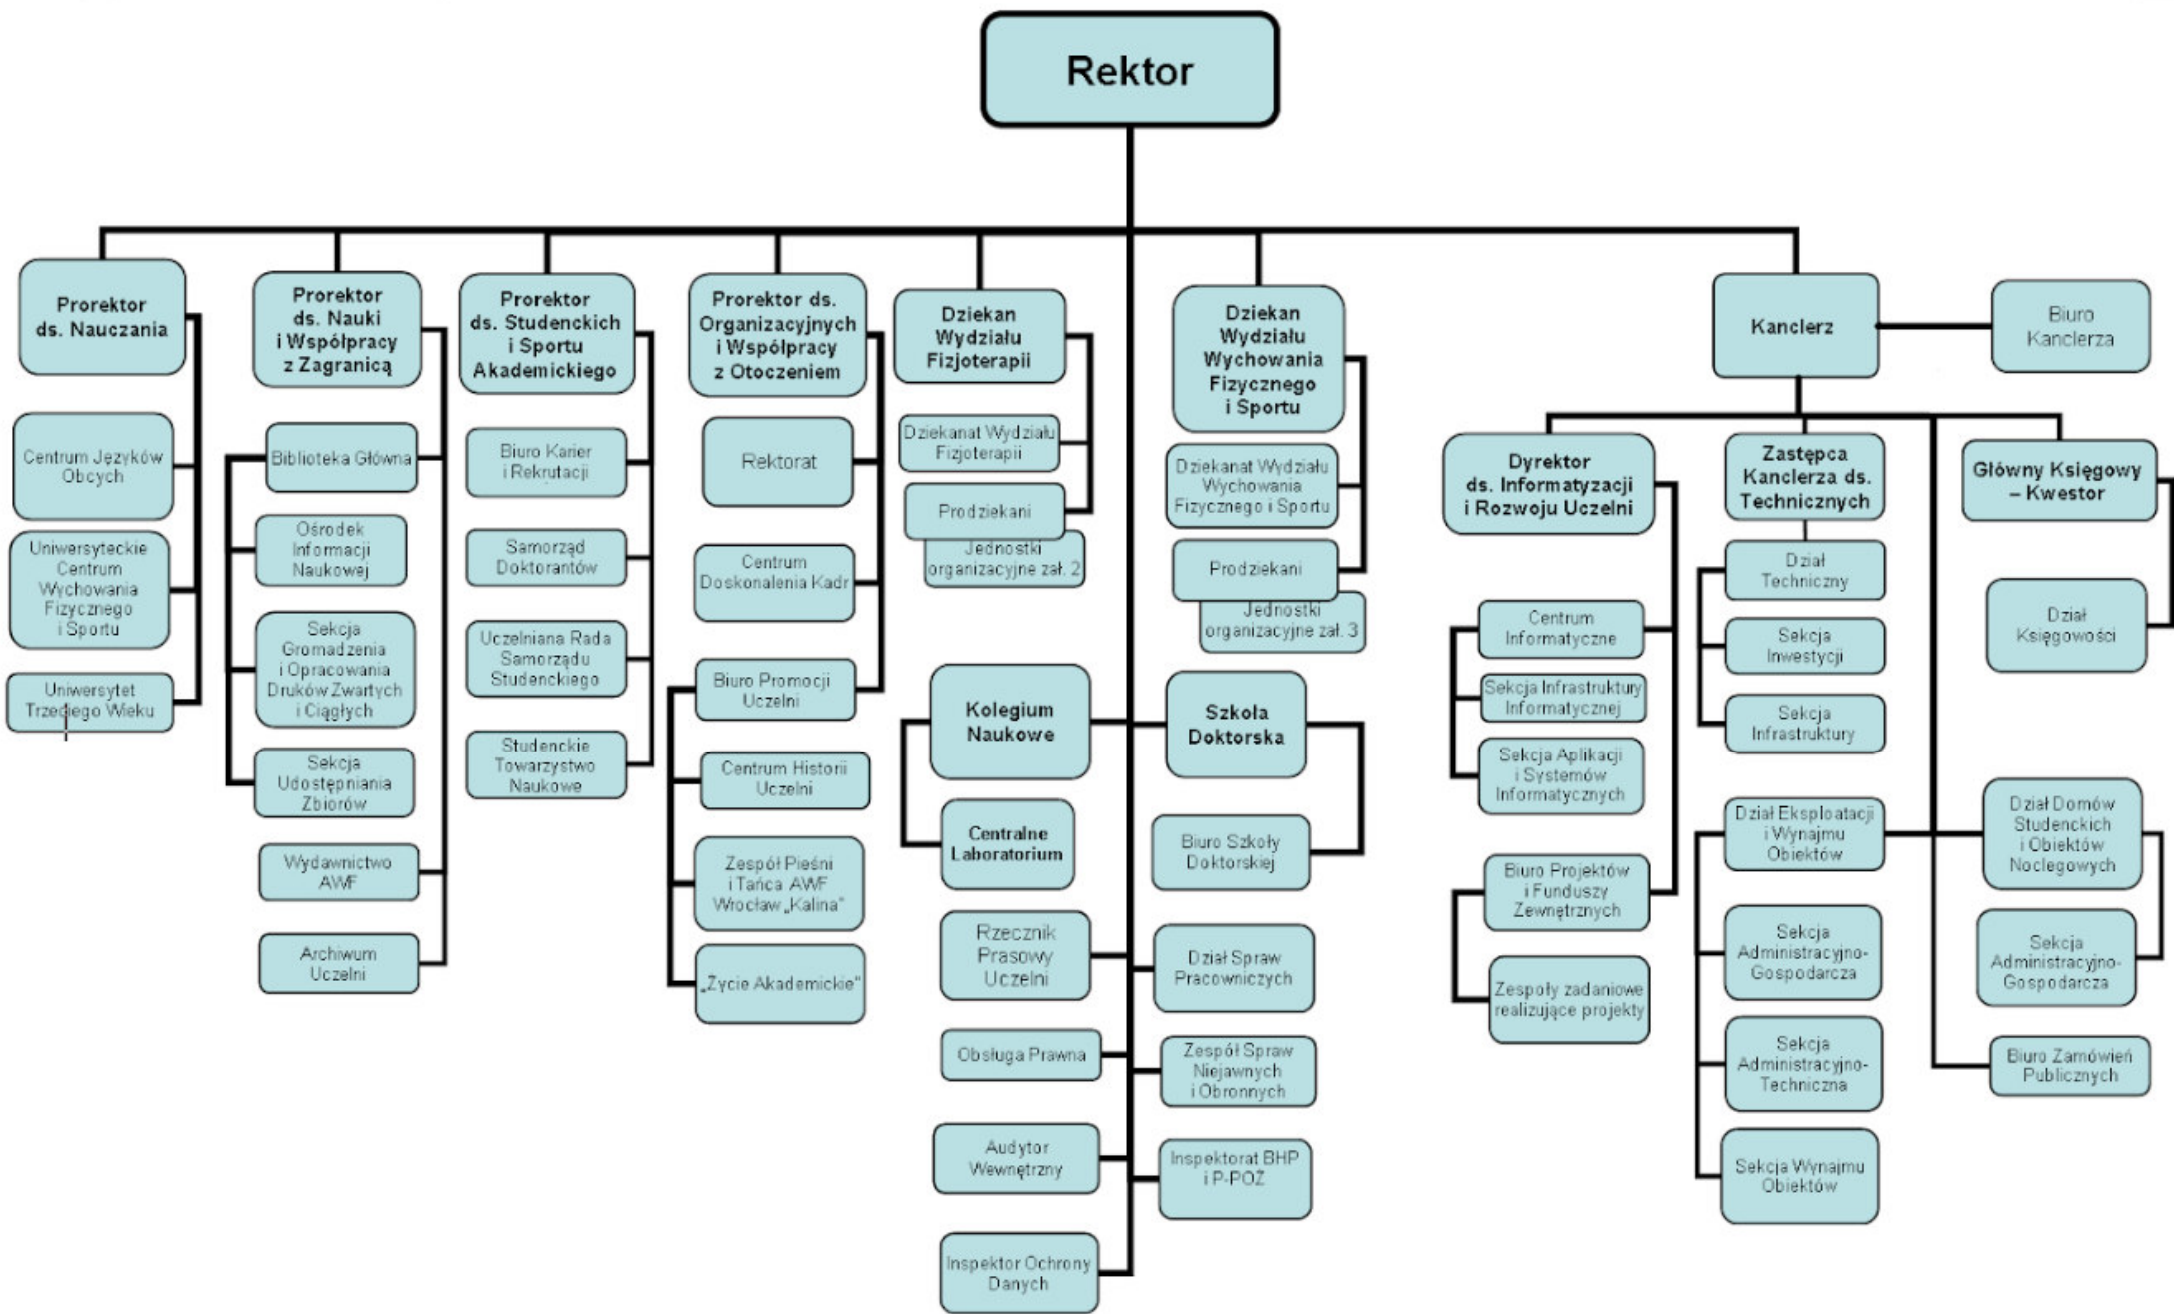 Rektor
Prorektor
ds. Nauczania
Centrum Języków
Obcych
Uniwersyteckie
Centrum
Wychowania
Fizycznego
i Sportu
Uniwersytet
Trzeciego Wieku
Prorektor
ds. Nauki
i Współpracy
z Zagranicą
Biblioteka Główna
Ośrodek
Informacji
Naukowej
Sekcja
Gromadzenia
i Opracowania
Druków Zwartych
i Ciągłych
Sekcja
Udostępniania
Zbiorów
Wydawnictwo
AWF
Archiwum
Uczelni
Prorektor
ds. Studenckich
i Sportu
Akademickiego
Biuro Karier
i Rekrutacji
Samorząd
Doktorantów
Uczelniana Rada
Samorządu
Studenckiego
Studenckie
Towarzystwo
Naukowe
Prorektor ds.
Organizacyjnych
i Współpracy
z Otoczeniem
Rektorat
Centrum
Doskonalenia Kadr
Biuro Promocji
Uczelni
Centrum Historii
Uczelni
Zespół Pieśni
i Tańca AWF
Wrocław „Kalina”
„Życie Akademickie”
Dziekan
Wydziału
Fizjoterapii
Dziekanat Wydziału
Fizjoterapii
Prodziekani
Jednostki
organizacyjne zał. 2
Dziekan
Wydziału
Wychowania
Fizycznego
i Sportu
Dziekanat Wydziału
Wychowania
Fizycznego i Sportu
Prodziekani
Jednostki
organizacyjne zał. 3
Kolegium
Naukowe
Centralne
Laboratorium
Szkoła
Doktorska
Biuro Szkoły
Doktorskiej
Rzecznik
Prasowy
Uczelni
Dział Spraw
Pracowniczych
Obsługa Prawna
Zespół Spraw
Niejawnych
i Obronnych
Audytor
Wewnętrzny
Inspektorat BHP
i P-POŻ
Inspektor Ochrony
Danych
Kanclerz
Biuro
Kanclerza
Dyrektor
ds. Informatyzacji
i Rozwoju Uczelni
Centrum
Informatyczne
Sekcja Infrastruktury
Informatycznej
Sekcja Aplikacji
i Systemów
Informatycznych
Biuro Projektów
i Funduszy
Zewnętrznych
Zespoły zadaniowe
realizujące projekty
Zastępca
Kanclerza ds.
Technicznych
Dział
Techniczny
Sekcja
Inwestycji
Sekcja
Infrastruktury
Dział Eksploatacji
i Wynajmu
Obiektów
Sekcja
Administracyjno-
Gospodarcza
Sekcja
Administracyjno-
Techniczna
Sekcja Wynajmu
Obiektów
Główny Księgowy
– Kwestor
Dział
Księgowości
Dział Domów
Studenckich
i Obiektów
Noclegowych
Sekcja
Administracyjno-
Gospodarcza
Biuro Zamówień
Publicznych